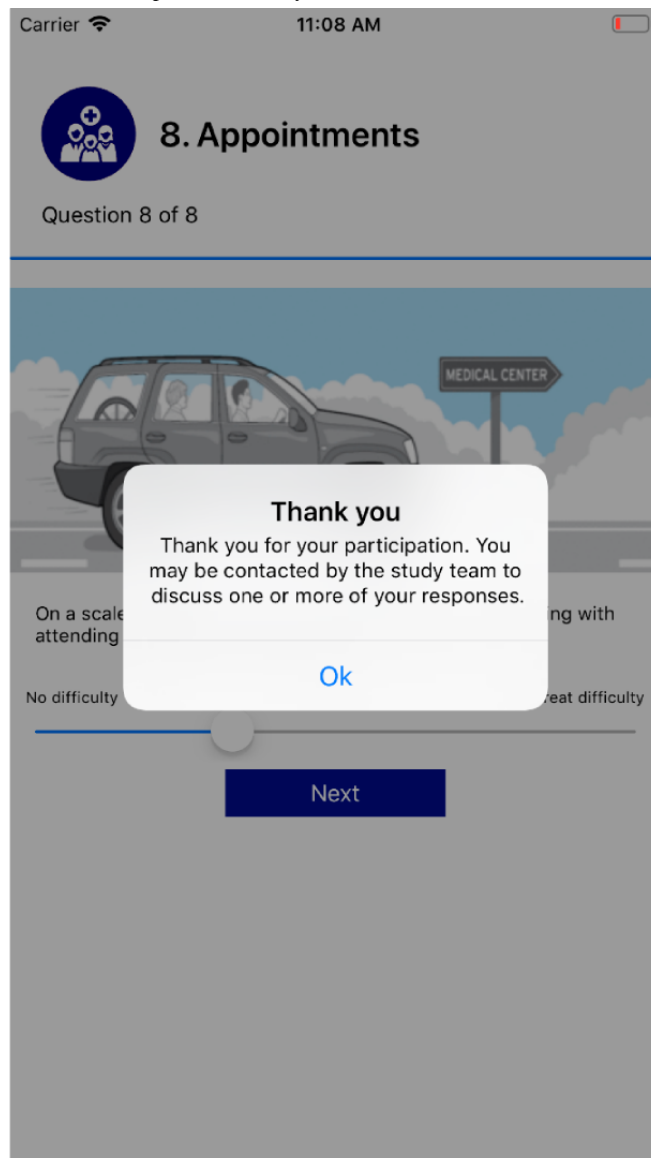 Carrier 11:08 AM
8. Appointments
Question 8 of 8
MEDICAL CENTER
Thank you
Thank you for your participation. You
may be contacted by the study team to
discuss one or more of your responses.
On a scale ing with
attending
Ok
No difficulty reat difficulty
Next